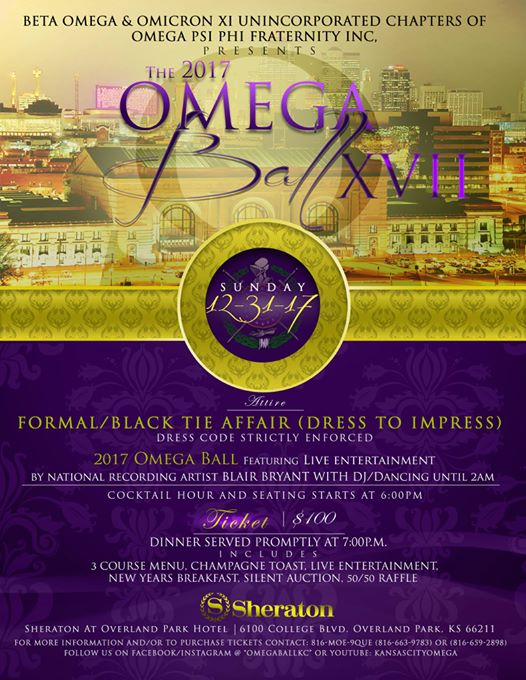 BETA OMEGA & OMICRON XI UNINCORPORATED CHAPTERS OF
OMEGA PSI PHI FRATERNITY INC,
PRESENTS
THE 2017
OMEGA
Ball XVII
SUNDAY
12-31-17
Attire
FORMAL/BLACK TIE AFFAIR (DRESS TO IMPRESS)
DRESS CODE STRICTLY ENFORCED
2017 OMEGA BALL FEATURING LIVE ENTERTAINMENT
BY NATIONAL RECORDING ARTIST BLAIR BRYANT WITH DJ/DANCING UNTIL 2AM
COCKTAIL HOUR AND SEATING STARTS AT 6:00PM
Ticket | $100
DINNER SERVED PROMPTLY AT 7:00P.M.
INCLUDES
3 COURSE MENU, CHAMPAGNE TOAST, LIVE ENTERTAINMENT,
NEW YEARS BREAKFAST, SILENT AUCTION, 50/50 RAFFLE
S Sheraton
SHERATON AT OVERLAND PARK HOTEL | 6100 COLLEGE BLVD, OVERLAND PARK, KS 66211
FOR MORE INFORMATION AND/OR TO PURCHASE TICKETS CONTACT: 816-MOE-9QUE (816-663-9783) OR (816-659-2898)
FOLLOW US ON FACEBOOK/INSTAGRAM @ "OMEGABALLKC" OR YOUTUBE: KANSASCITYOMEGA